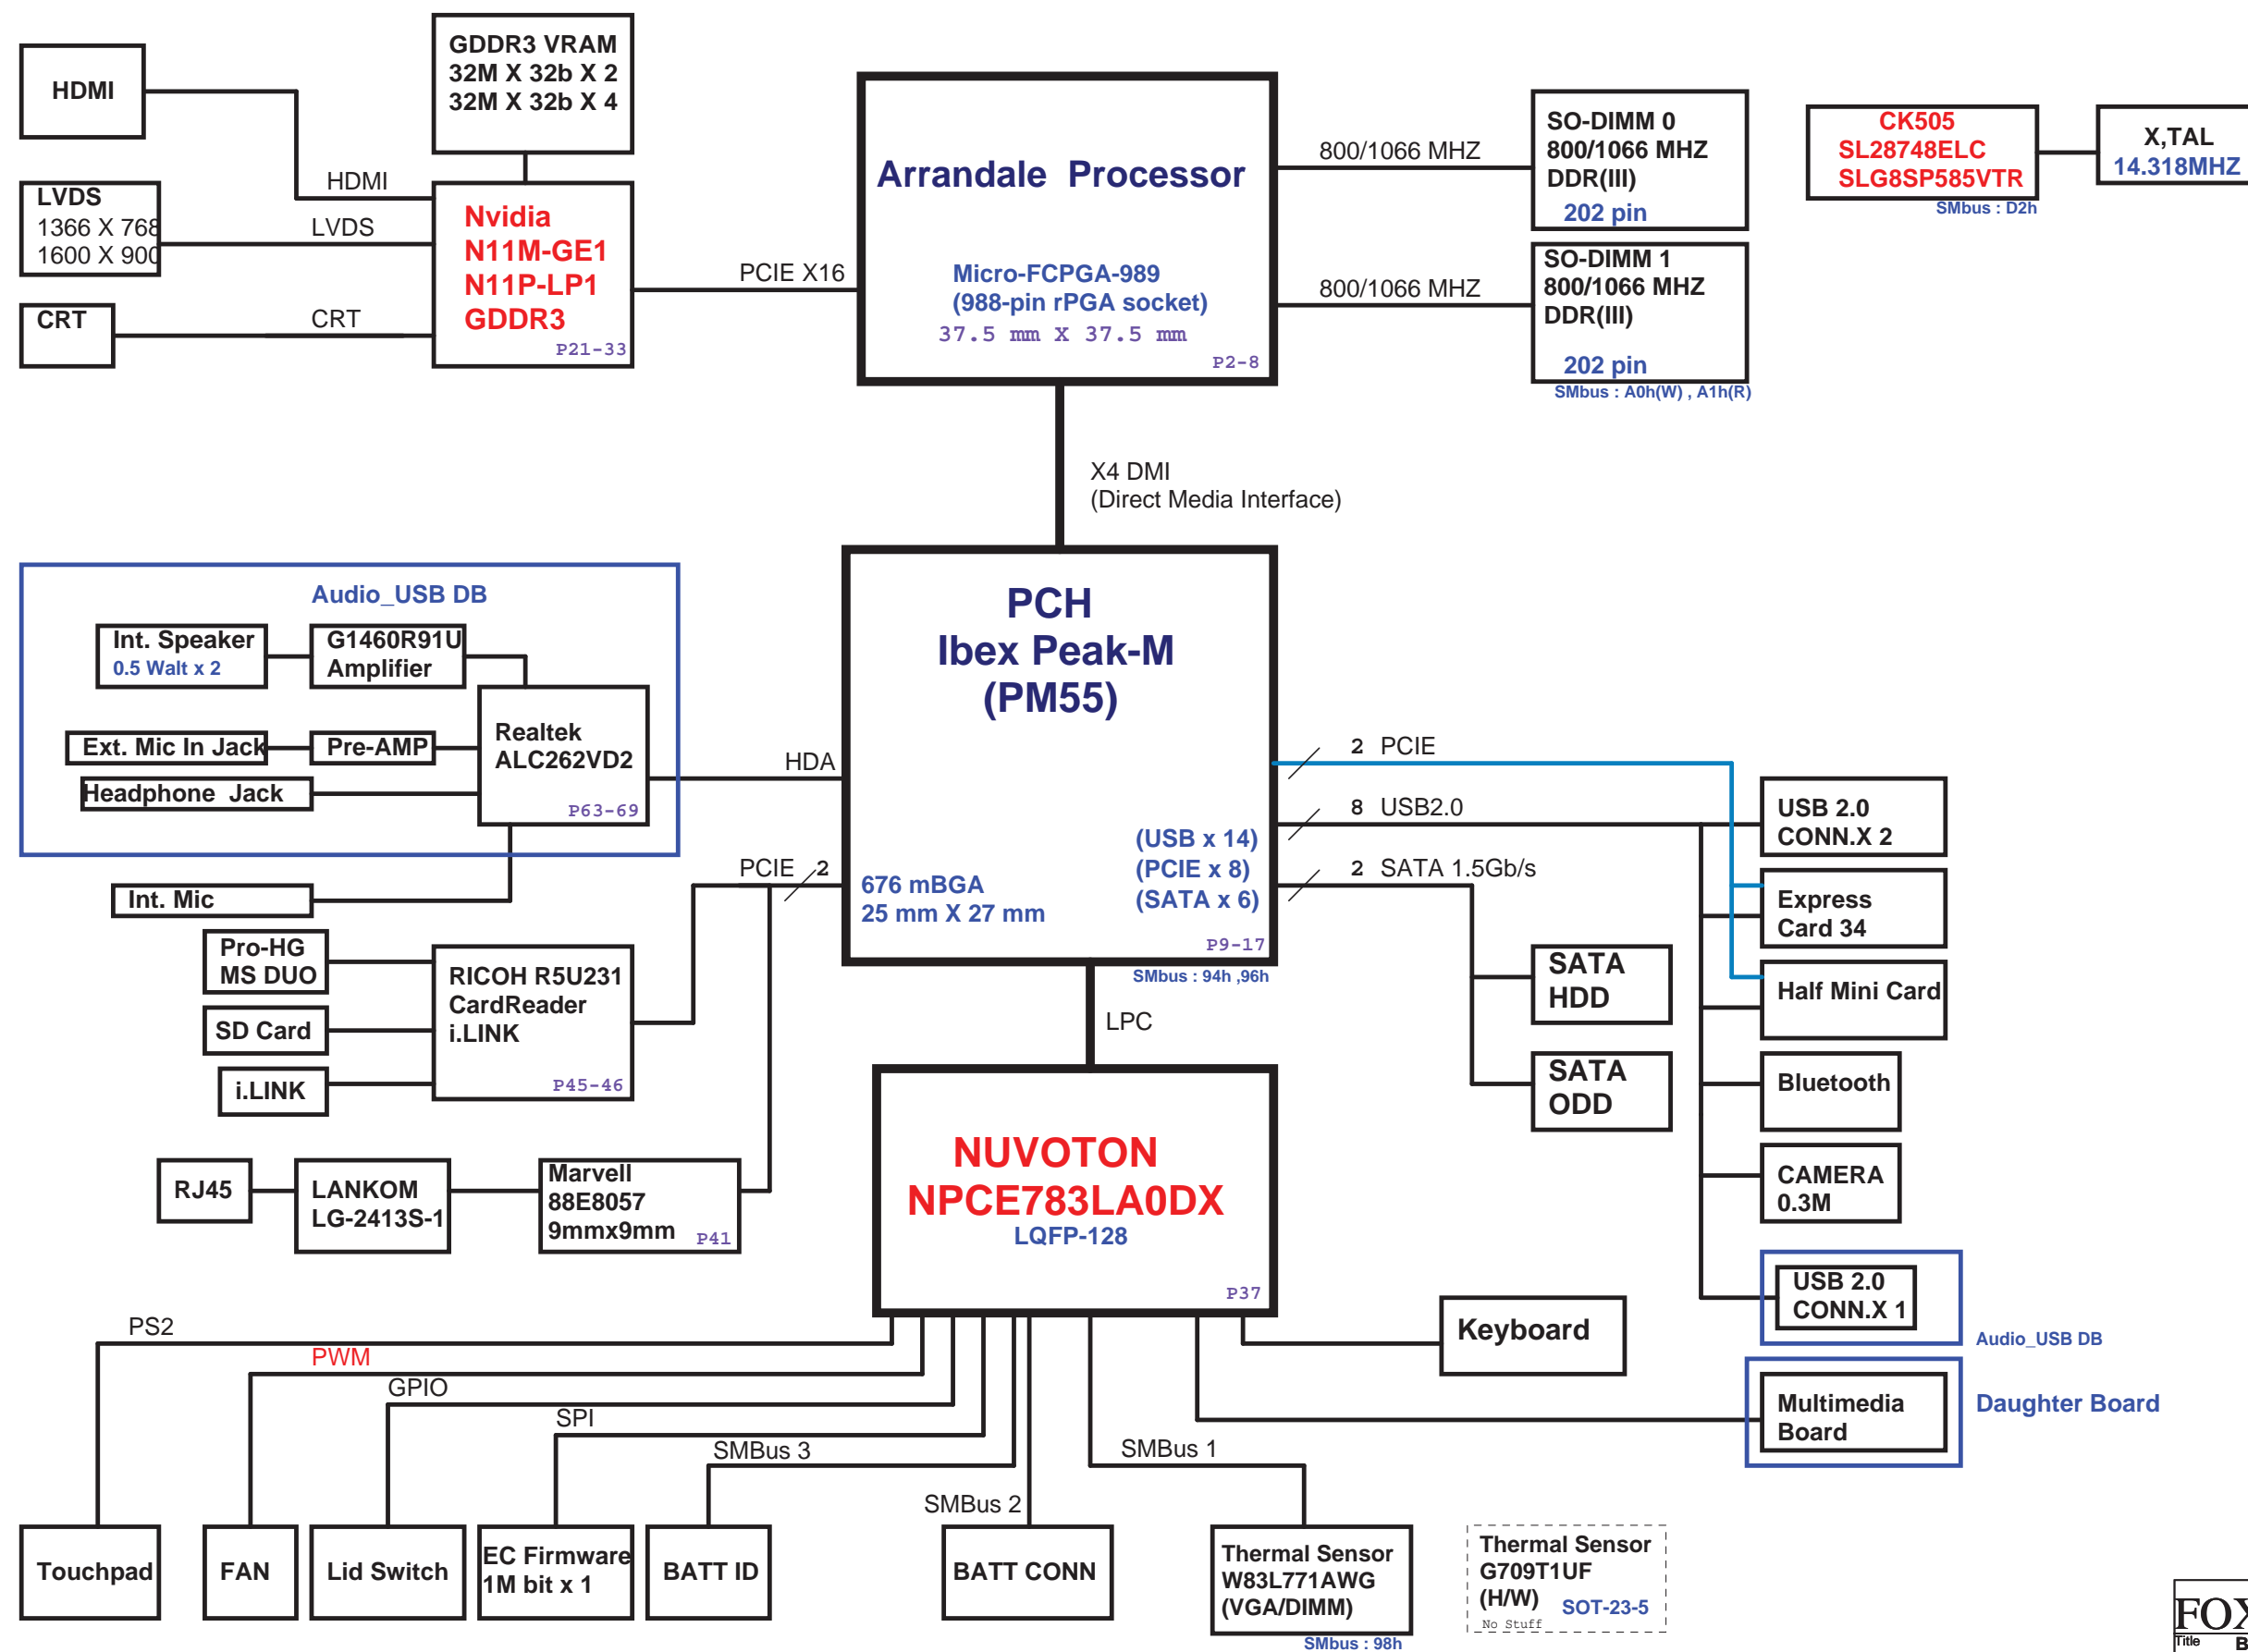 HDMI
GDDR3 VRAM
32M X 32b X 2
32M X 32b X 4
HDMI
LVDS
1366 X 768
1600 X 900
LVDS
CRT
CRT
Nvidia
N11M-GE1
N11P-LP1
GDDR3
P21-33
PCIE X16
Arrandale Processor
Micro-FCPGA-989
(988-pin rPGA socket)
37.5 mm X 37.5 mm
P2-8
800/1066 MHZ
800/1066 MHZ
SO-DIMM 0
800/1066 MHZ
DDR(III)
202 pin
SO-DIMM 1
800/1066 MHZ
DDR(III)
202 pin
SMbus : A0h(W) , A1h(R)
CK505
SL28748ELC
SLG8SP585VTR
SMbus : D2h
X,TAL
14.318MHZ
X4 DMI
(Direct Media Interface)
Audio_USB DB
Int. Speaker
0.5 Walt x 2
G1460R91U
Amplifier
Ext. Mic In Jack
Pre-AMP
Headphone Jack
Realtek
ALC262VD2
P63-69
HDA
Int. Mic
PCH
Ibex Peak-M
(PM55)
(USB x 14)
(PCIE x 8)
(SATA x 6)
676 mBGA
25 mm X 27 mm
P9-17
SMbus : 94h ,96h
PCIE 2
2 PCIE
8 USB2.0
2 SATA 1.5Gb/s
Pro-HG
MS DUO
SD Card
i.LINK
RICOH R5U231
CardReader
i.LINK
P45-46
RJ45
LANKOM
LG-2413S-1
Marvell
88E8057
9mmx9mm
P41
LPC
SATA
HDD
SATA
ODD
USB 2.0
CONN.X 2
Express
Card 34
Half Mini Card
Bluetooth
CAMERA
0.3M
USB 2.0
CONN.X 1
Audio_USB DB
Multimedia
Board
Daughter Board
NUVOTON
NPCE783LA0DX
LQFP-128
P37
Keyboard
PS2
PWM
GPIO
SPI
SMBus 3
SMBus 2
SMBus 1
Touchpad
FAN
Lid Switch
EC Firmware
1M bit x 1
BATT ID
BATT CONN
Thermal Sensor
W83L771AWG
(VGA/DIMM)
SMbus : 98h
Thermal Sensor
G709T1UF
(H/W)
SOT-23-5
No Stuff
Title